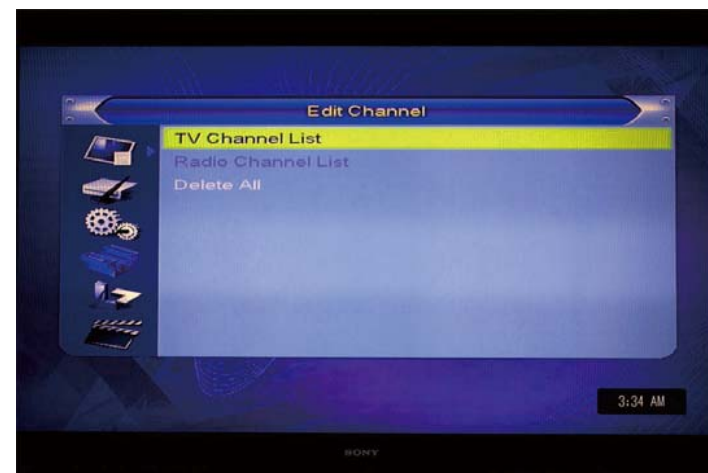 Edit Channel
TV Channel List
Radio Channel List
Delete All
3:34 AM
SONY